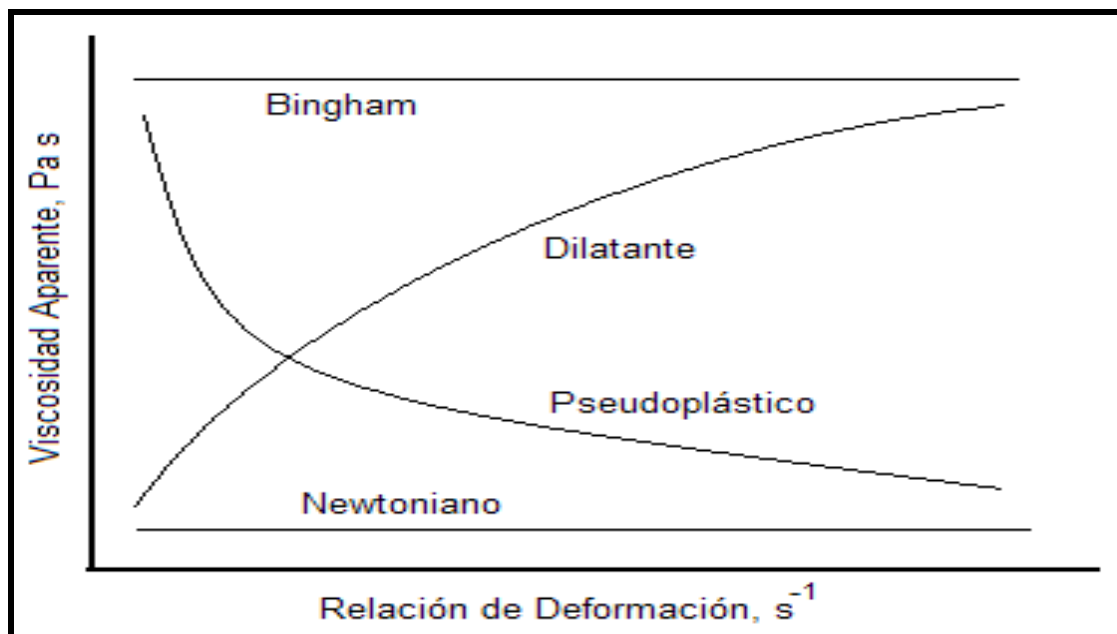 Viscosidad Aparente, Pa s
Bingham
Dilatante
Pseudoplástico
Newtoniano
Relación de Deformación, s⁻¹